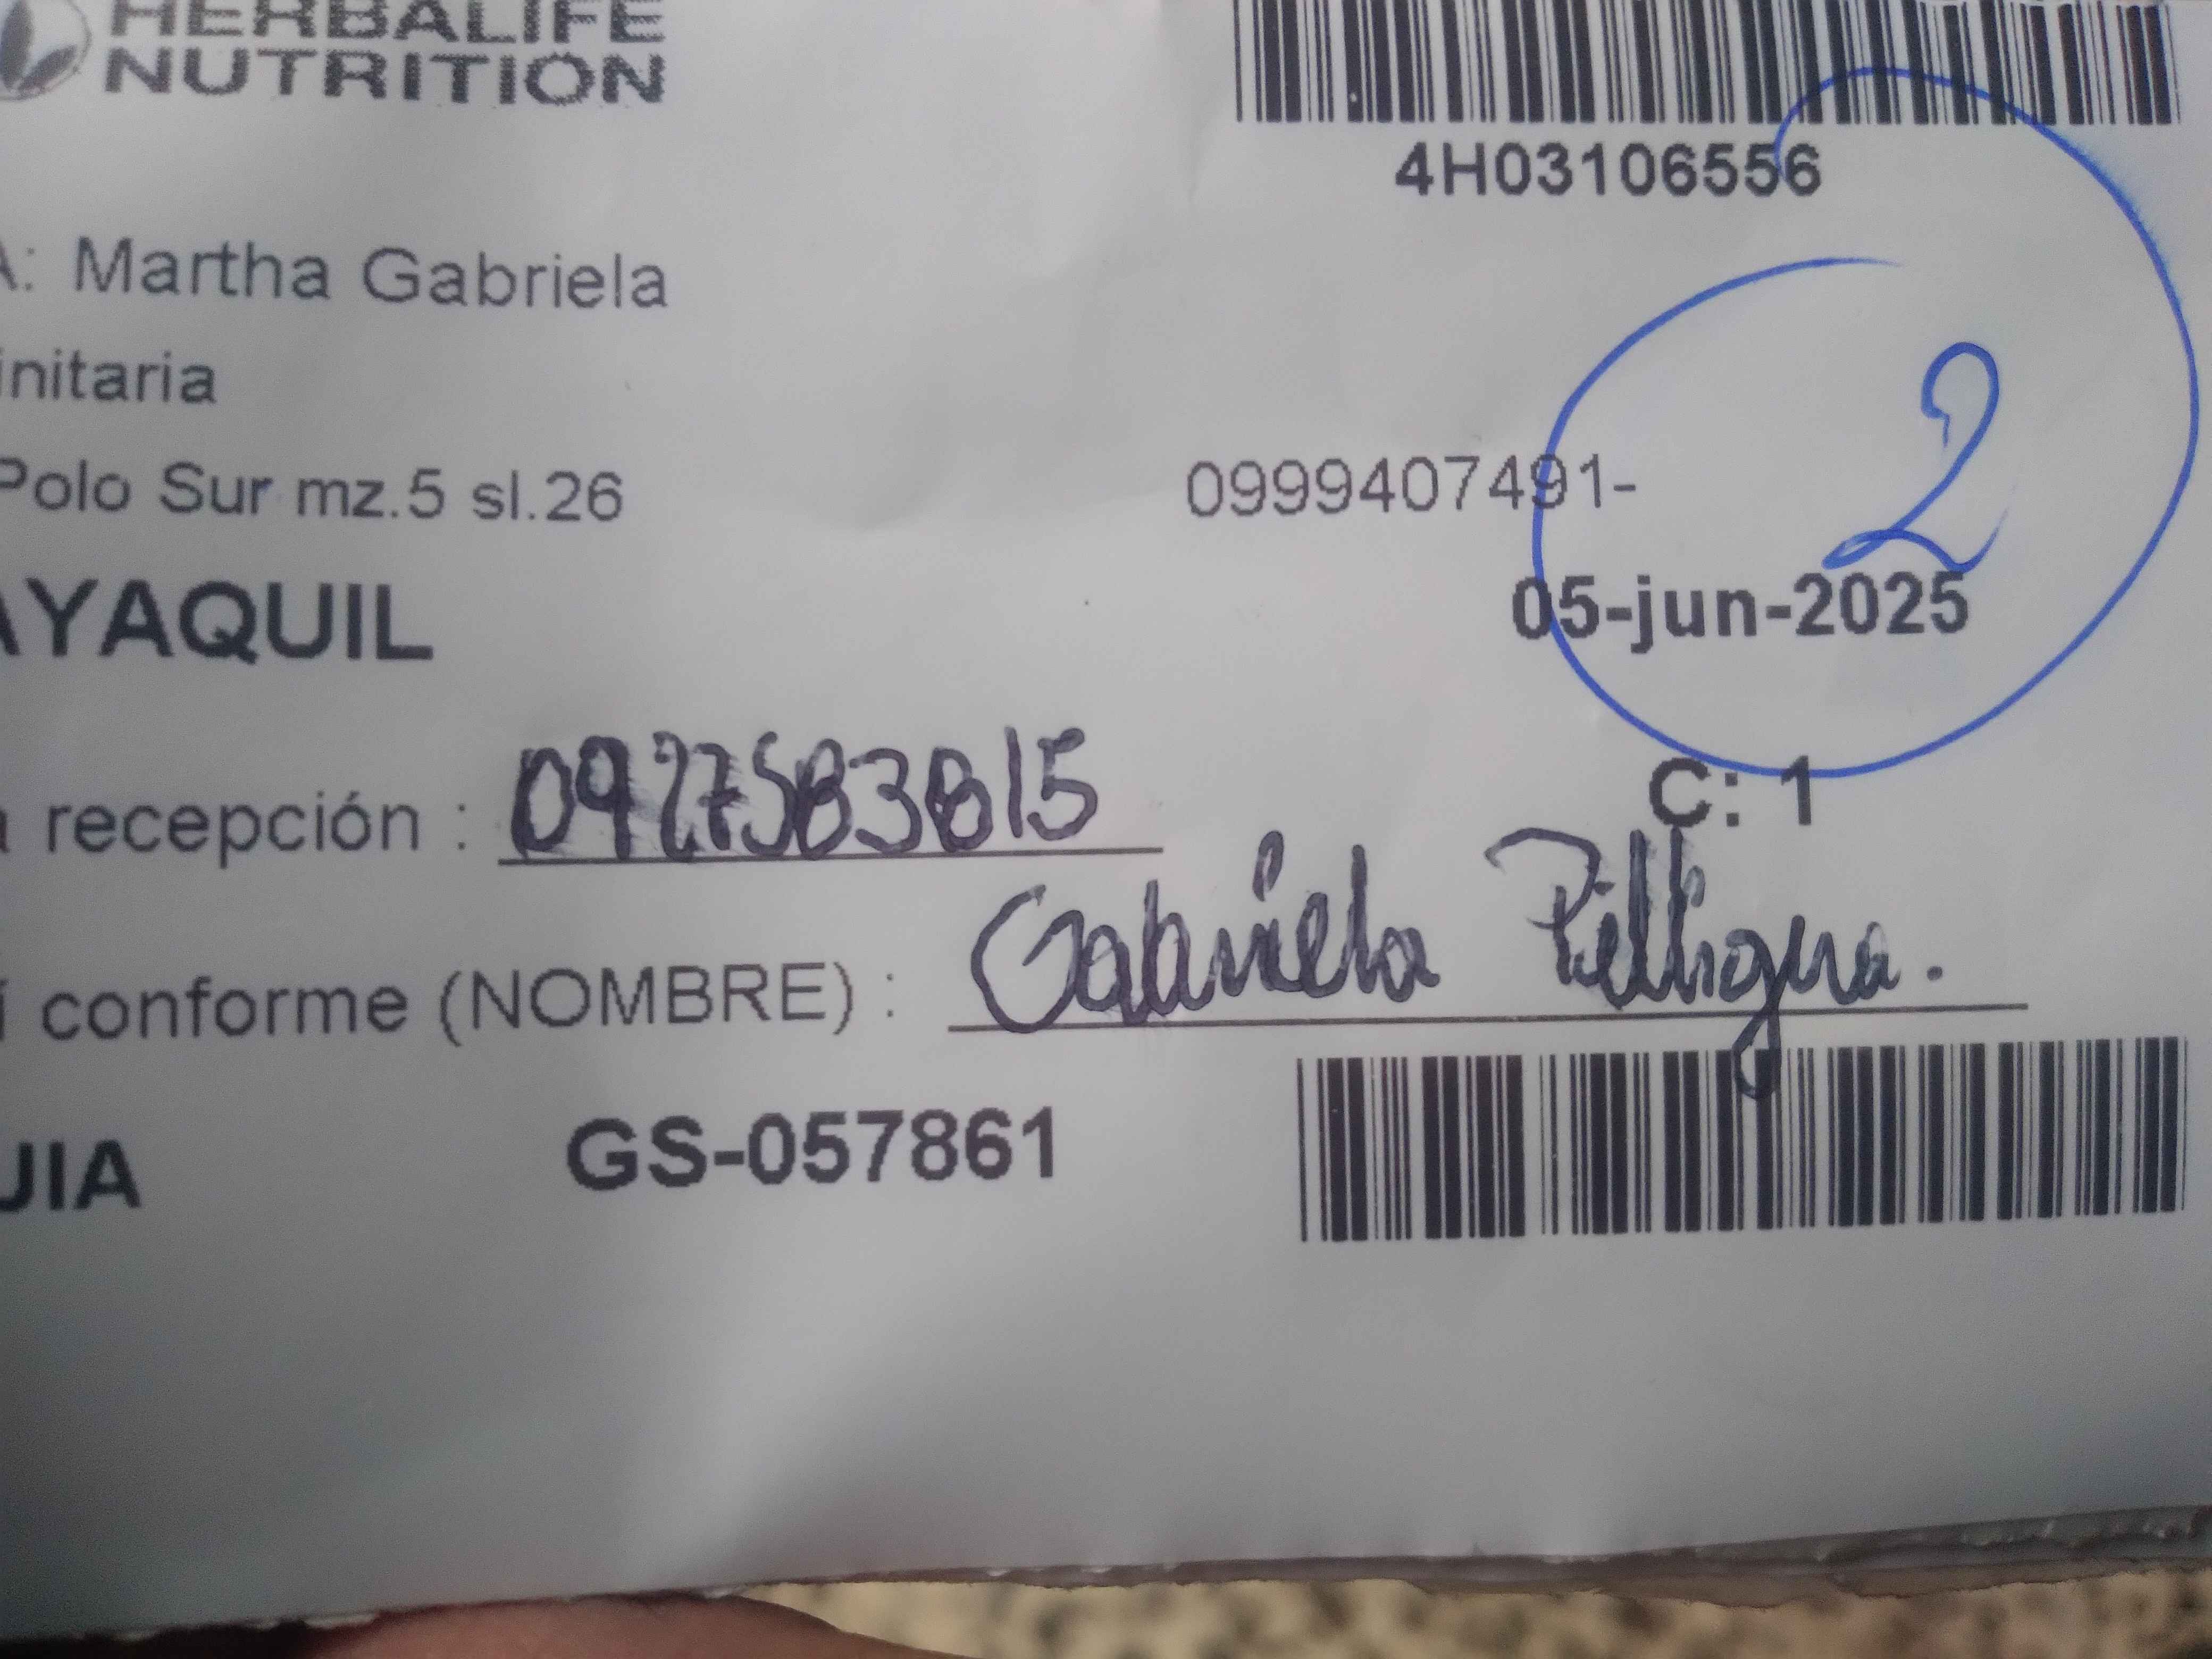 HERBALIFE
NUTRITION
4H03106556
A: Martha Gabriela
initaria
Polo Sur mz.5 sl.26
0999407491-
2
AYAQUIL
05-jun-2025
a recepción : 0927583815
C: 1
í conforme (NOMBRE) : Gabriela Pilligua.
UIA
GS-057861